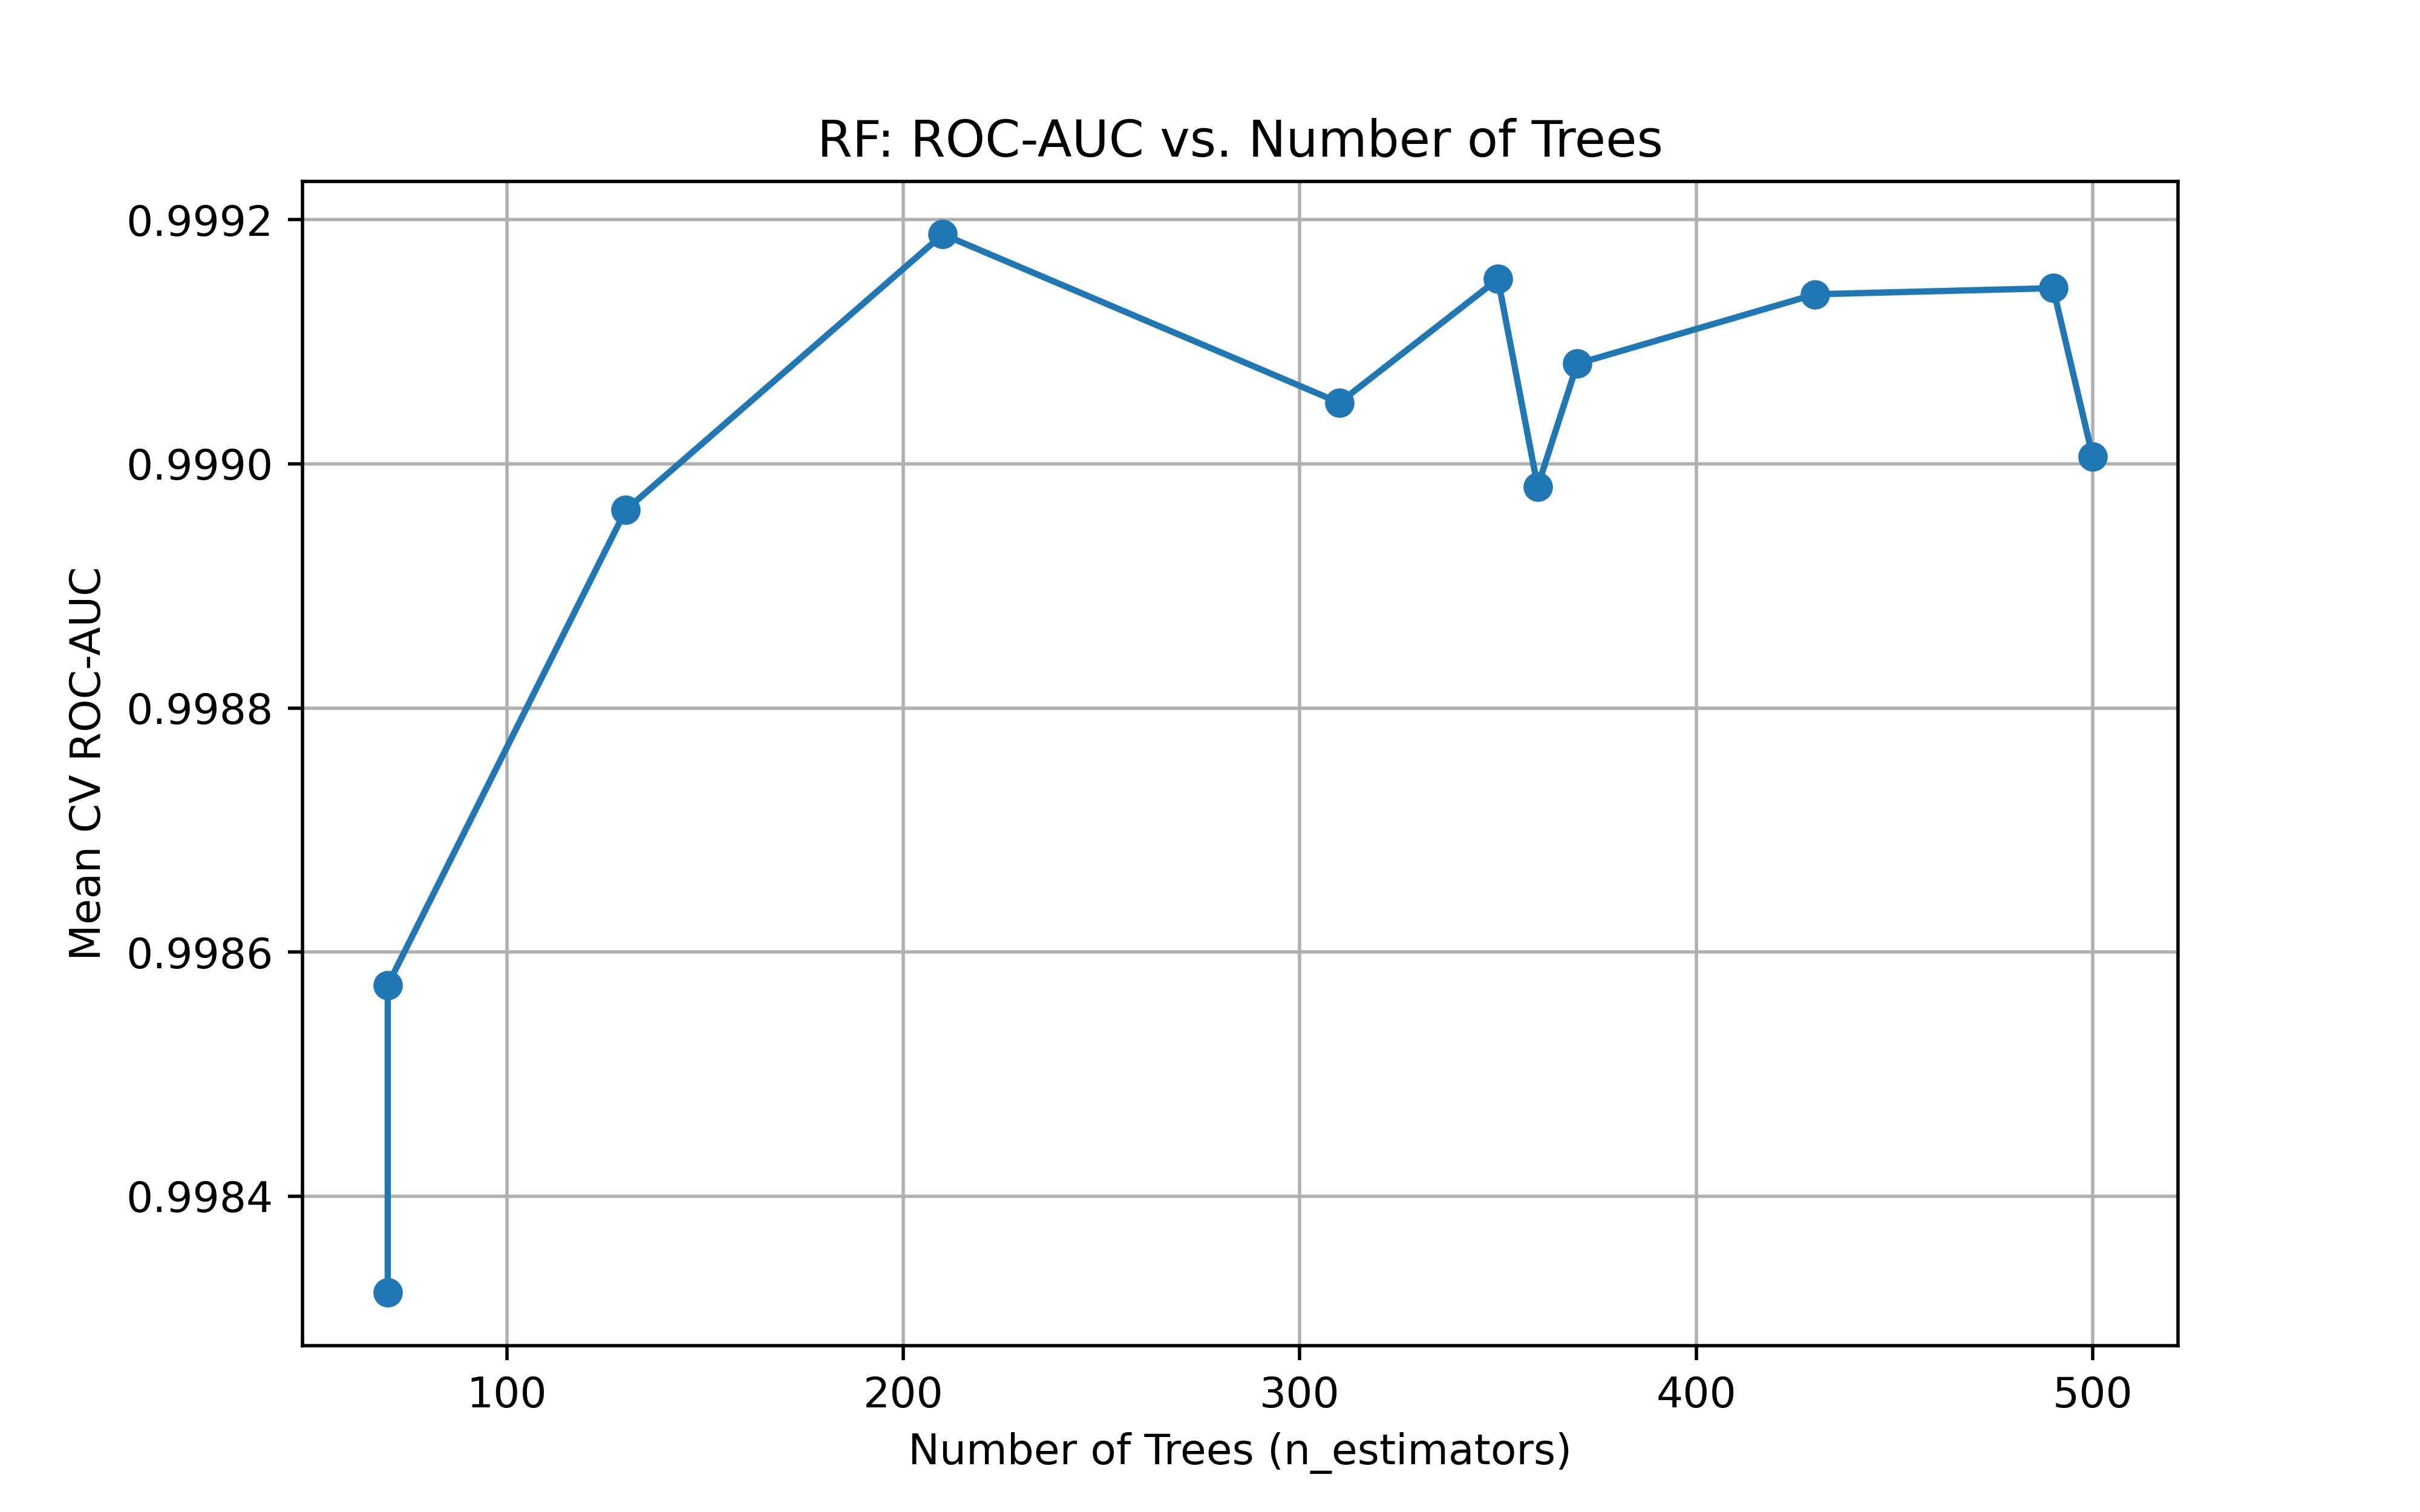 RF: ROC-AUC vs. Number of Trees
Mean CV ROC-AUC
0.9992
0.9990
0.9988
0.9986
0.9984
100 200 300 400 500
Number of Trees (n_estimators)